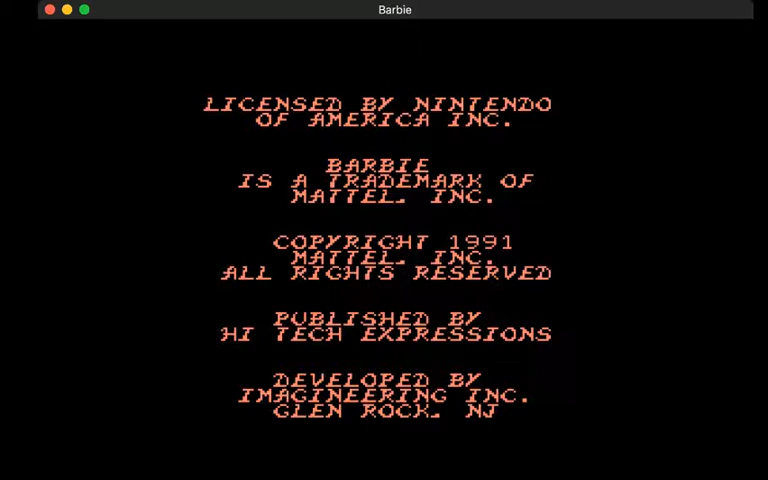 Barbie
LICENSED BY NINTENDO
OF AMERICA INC.
BARBIE
IS A TRADEMARK OF
MATTEL. INC.
COPYRIGHT 1991
MATTEL. INC.
ALL RIGHTS RESERVED
PUBLISHED BY
HI TECH EXPRESSIONS
DEVELOPED BY
IMAGINEERING INC.
GLEN ROCK. NJ